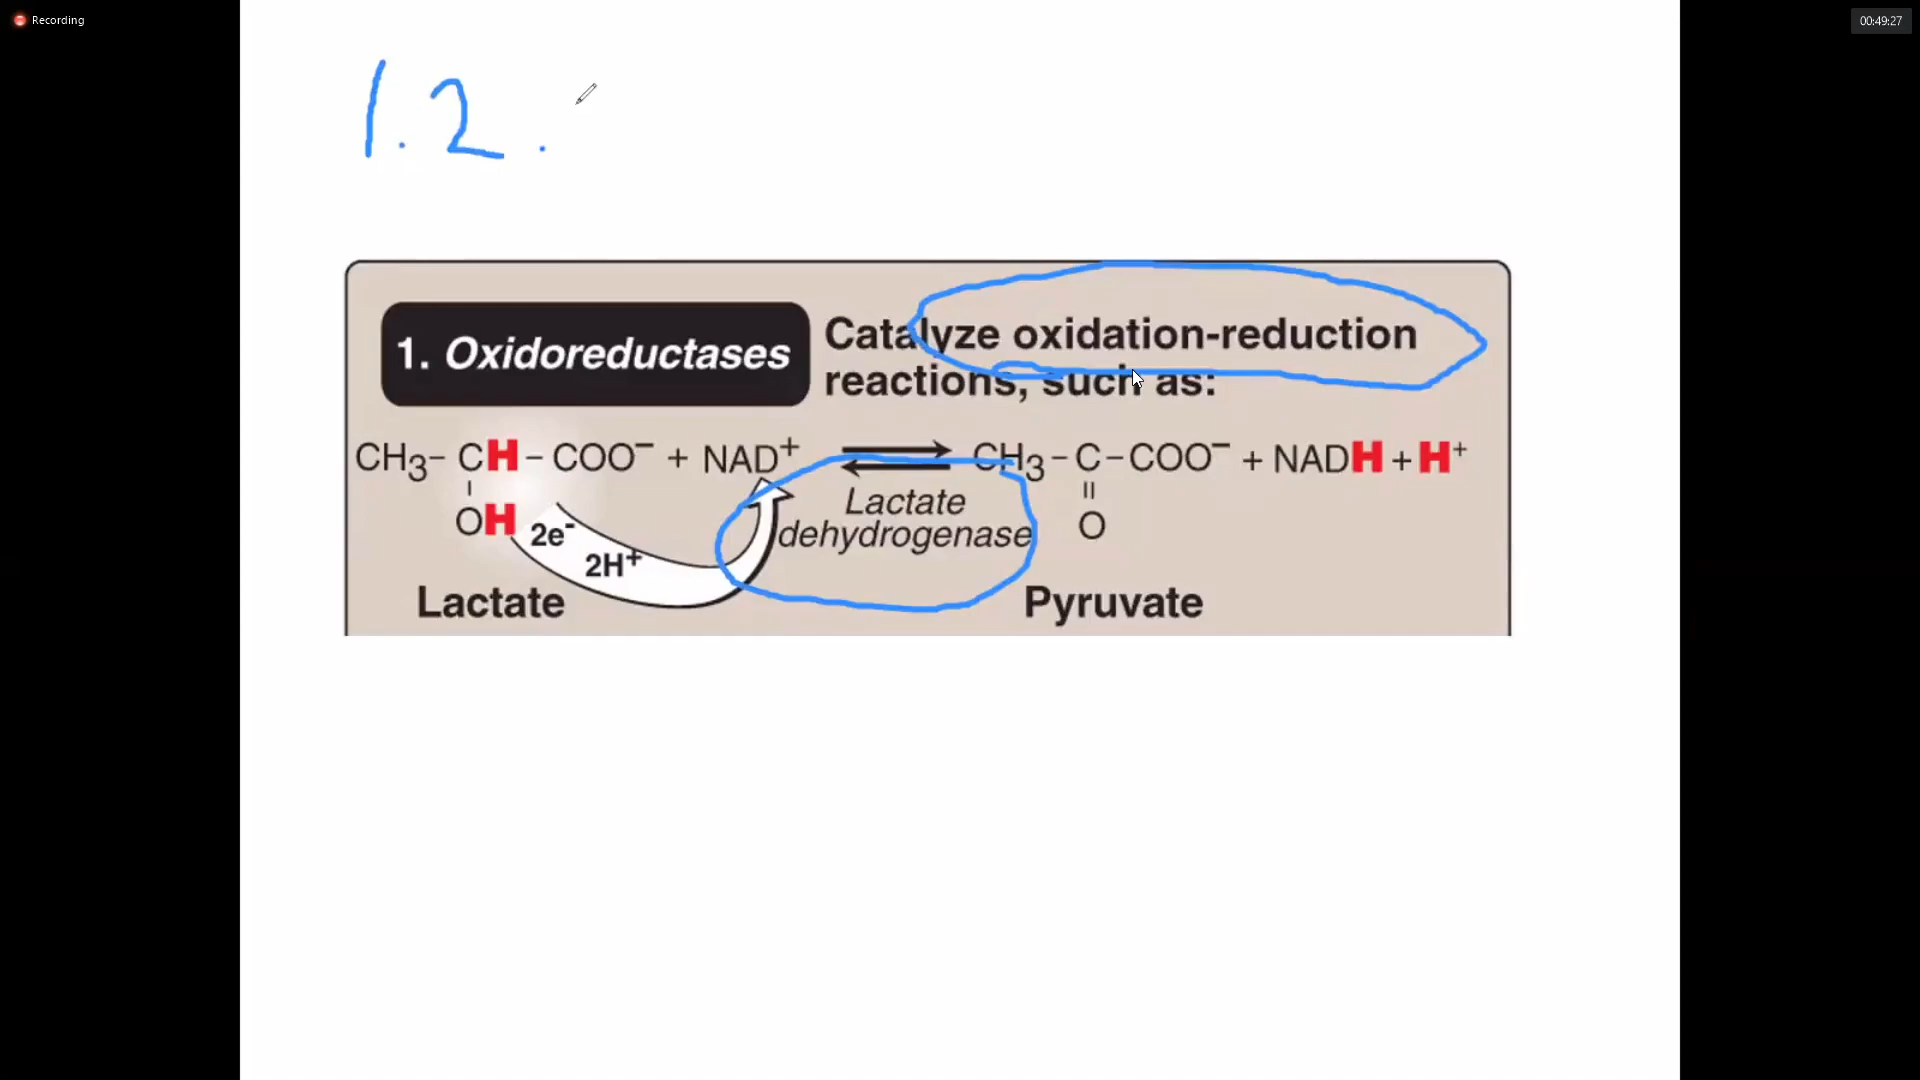 Recording
00:49:27
1.2.
1. Oxidoreductases
Catalyze oxidation-reduction
reactions, such as:
CH₃– CH – COO⁻ + NAD⁺ ⇌ CH₃ – C – COO⁻ + NADH + H⁺
OH
2e⁻
2H⁺
Lactate
dehydrogenase
O
Lactate
Pyruvate